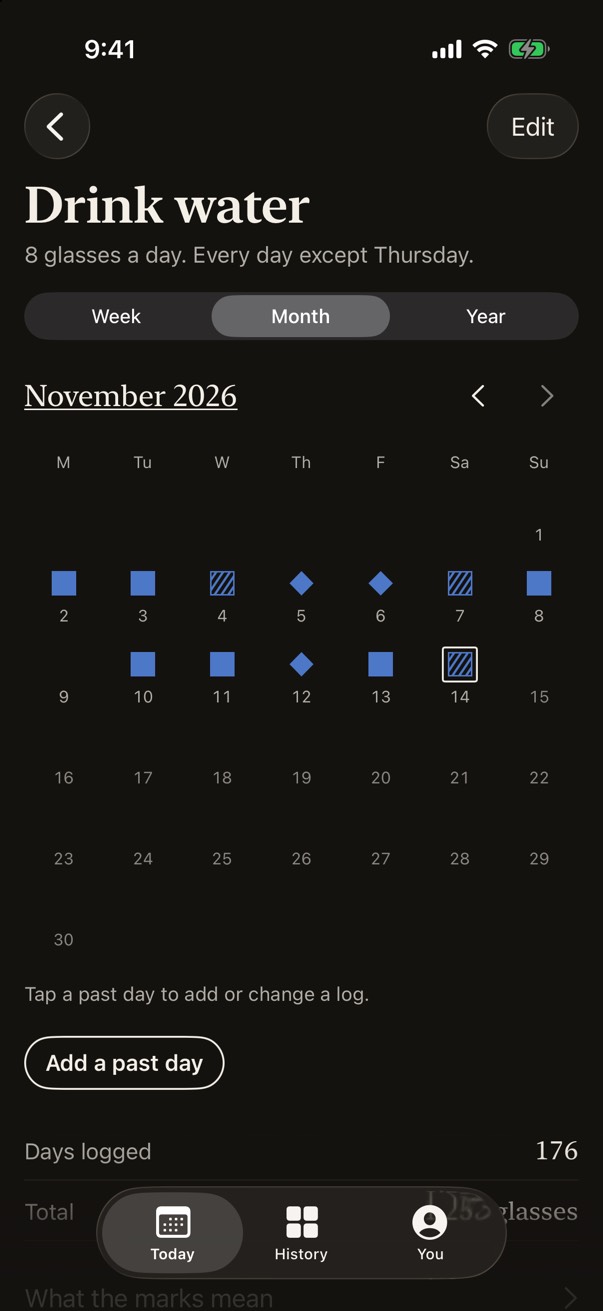 9:41
Edit
Drink water
8 glasses a day. Every day except Thursday.
Week Month Year
November 2026
M Tu W Th F Sa Su
1
2 3 4 5 6 7 8
9 10 11 12 13 14 15
16 17 18 19 20 21 22
23 24 25 26 27 28 29
30
Tap a past day to add or change a log.
Add a past day
Days logged 176
Total glasses
Today History You
What the marks mean